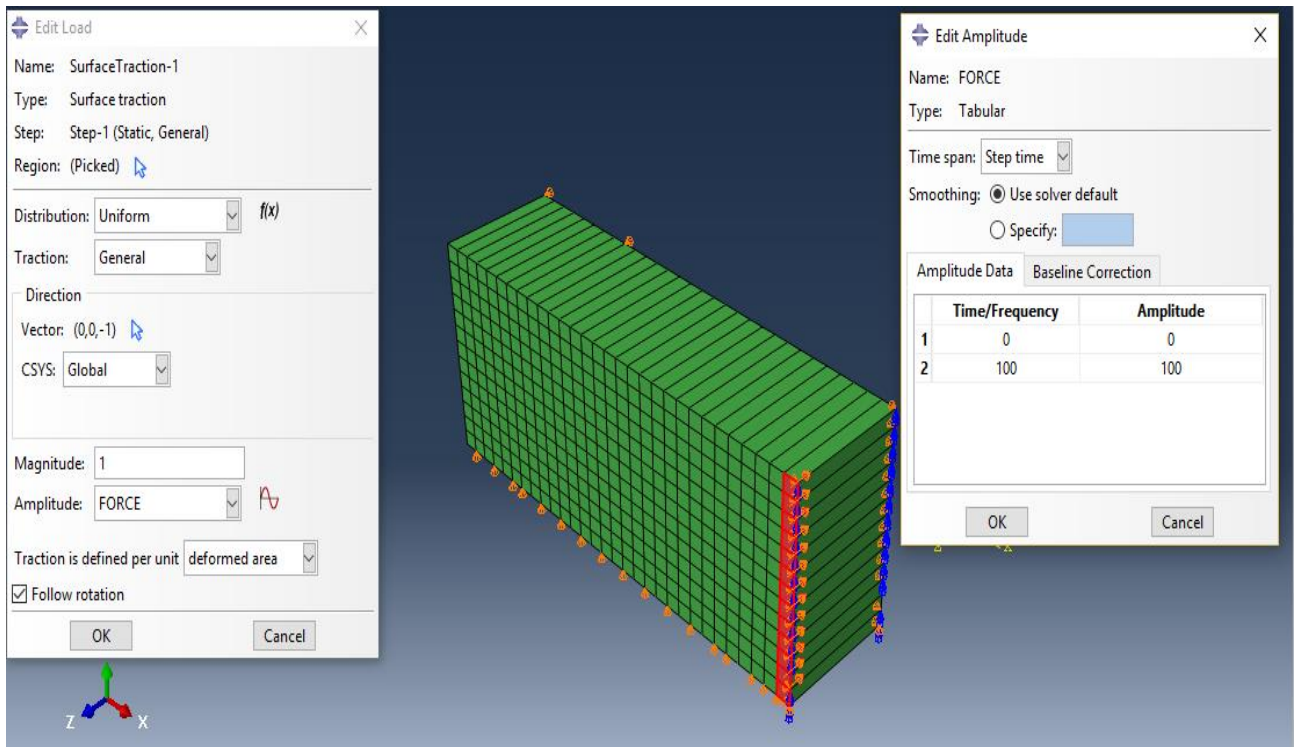 Edit Load
Name: SurfaceTraction-1
Type: Surface traction
Step: Step-1 (Static, General)
Region: (Picked)
Distribution: Uniform f(x)
Traction: General
Direction
Vector: (0,0,-1)
CSYS: Global
Magnitude: 1
Amplitude: FORCE
Traction is defined per unit deformed area
Follow rotation
OK Cancel
Z X
Edit Amplitude
Name: FORCE
Type: Tabular
Time span: Step time
Smoothing: Use solver default
Specify:
Amplitude Data Baseline Correction
Time/Frequency Amplitude
1 0 0
2 100 100
OK Cancel